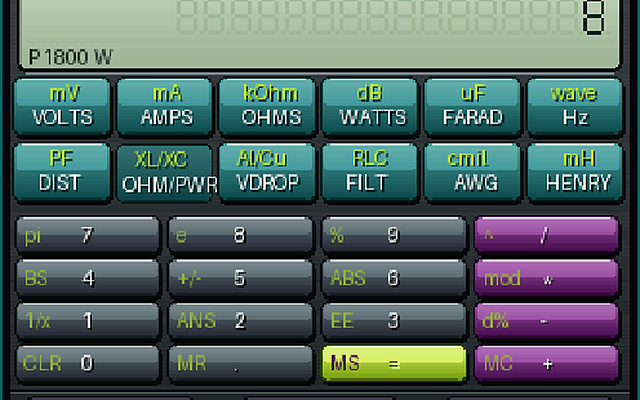 8
P 1800 W
mV mA kOhm dB uF wave
VOLTS AMPS OHMS WATTS FARAD Hz
PF XL/XC Al/Cu RLC cmil mH
DIST OHM/PWR VDROP FILT AWG HENRY
pi 7 e 8 % 9 ^ /
BS 4 +/- 5 ABS 6 mod *
1/x 1 ANS 2 EE 3 d% -
CLR 0 MR . MS = MC +